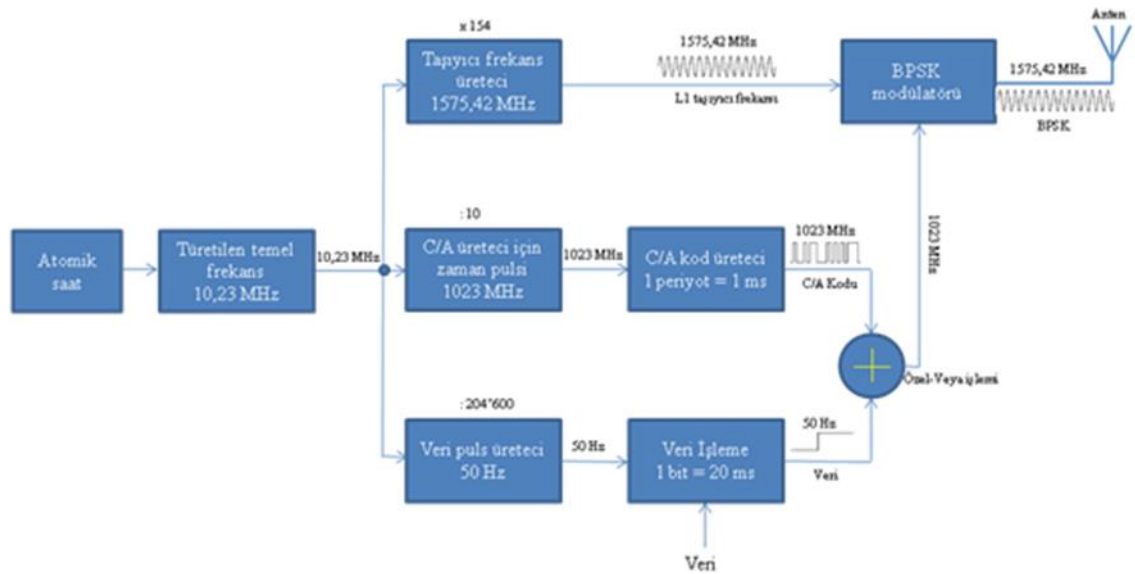 x 154
Taşıyıcı frekans
üreteci
1575,42 MHz
1575,42 MHz
L1 taşıyıcı frekansı
BPSK
modülatörü
Anten
1575,42 MHz
BPSK
Atomik
saat
Türetilen temel
frekans
10,23 MHz
10,23 MHz
: 10
C/A üreteci için
zaman pulsi
1023 MHz
1023 MHz
C/A kod üreteci
1 periyot = 1 ms
1023 MHz
C/A Kodu
1023 MHz
Özel-Veya işlemi
: 204'600
Veri puls üreteci
50 Hz
50 Hz
Veri İşleme
1 bit = 20 ms
50 Hz
Veri
Veri